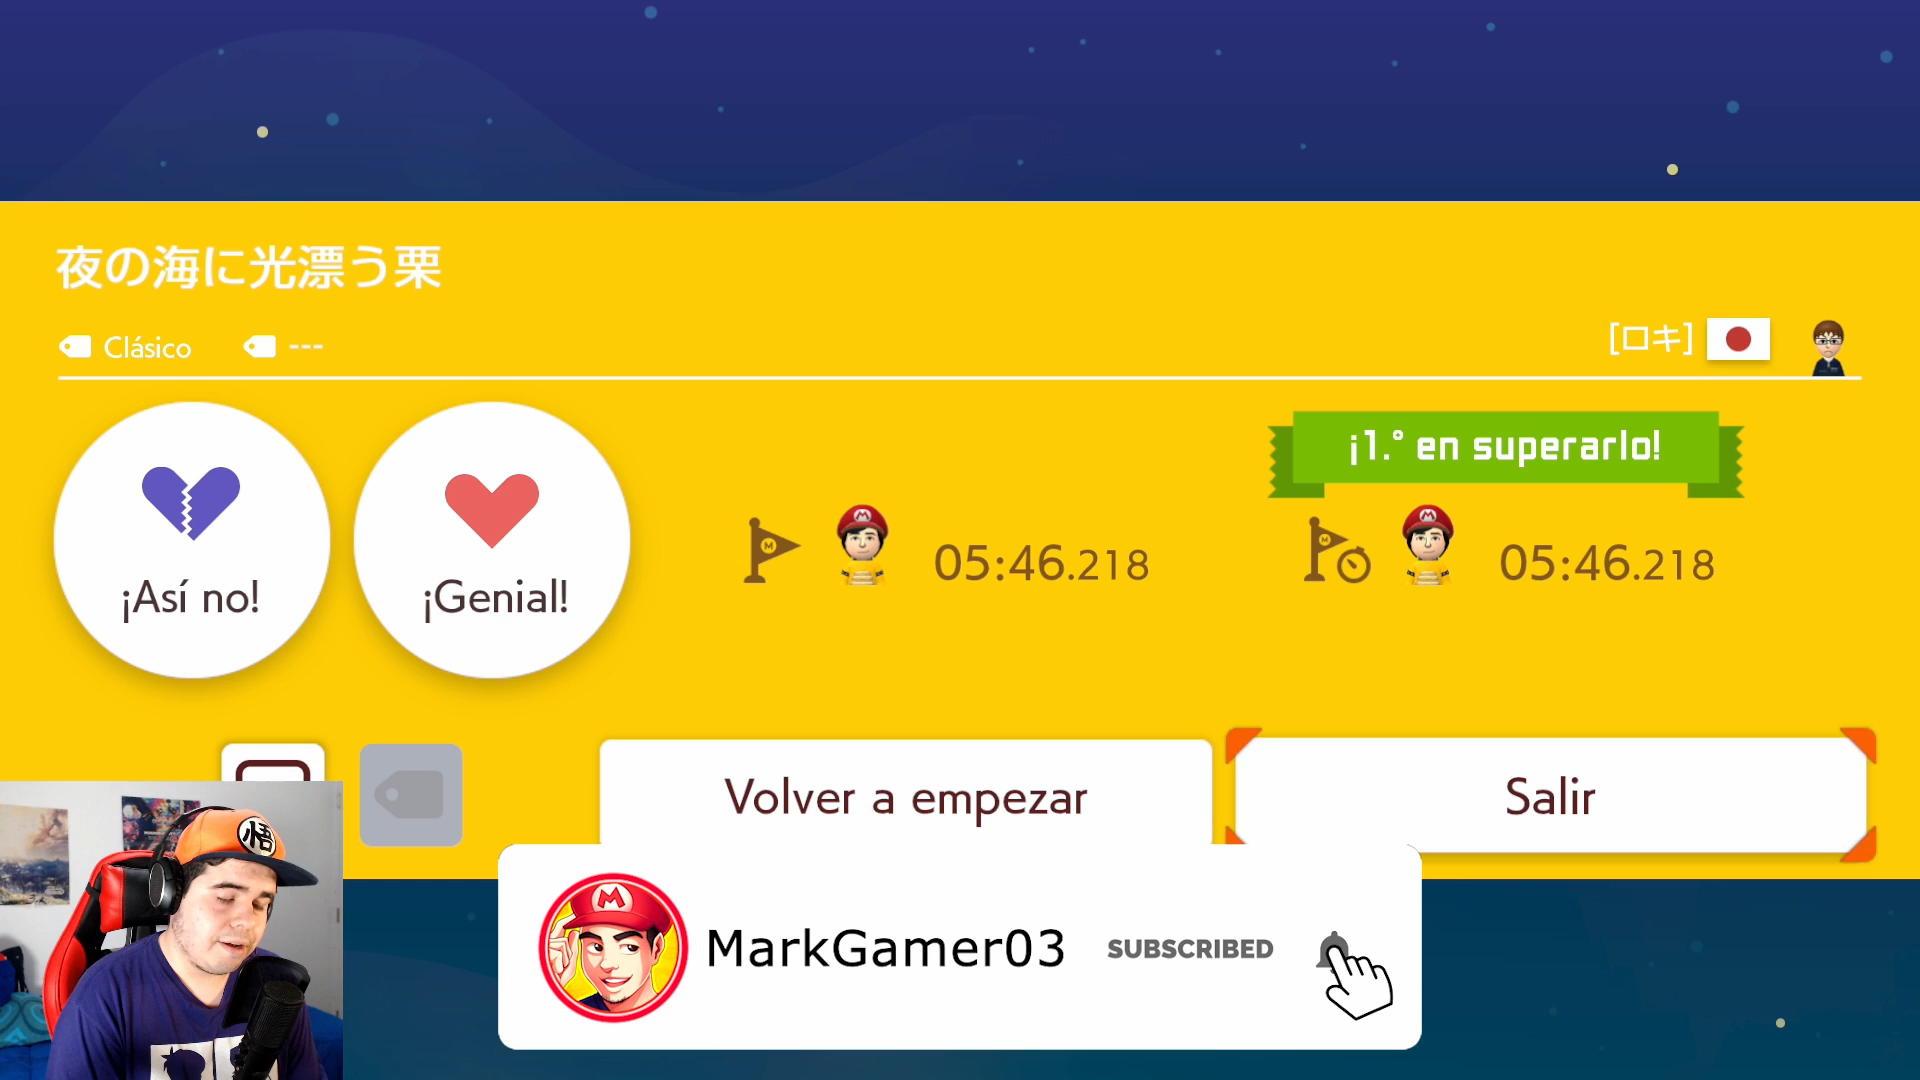 夜の海に光漂う栗
Clásico
---
[ロキ]
¡Así no!
¡Genial!
05:46.218
¡1.° en superarlo!
05:46.218
Volver a empezar
Salir
悟
MarkGamer03
SUBSCRIBED